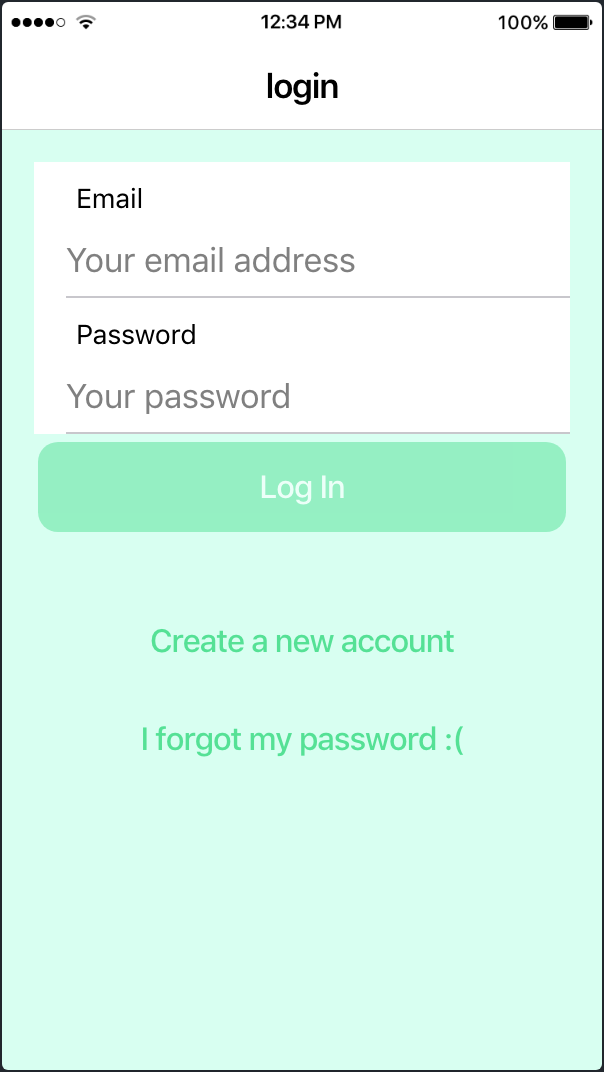 12:34 PM 100%
login
Email
Your email address
Password
Your password
Log In
Create a new account
I forgot my password :(